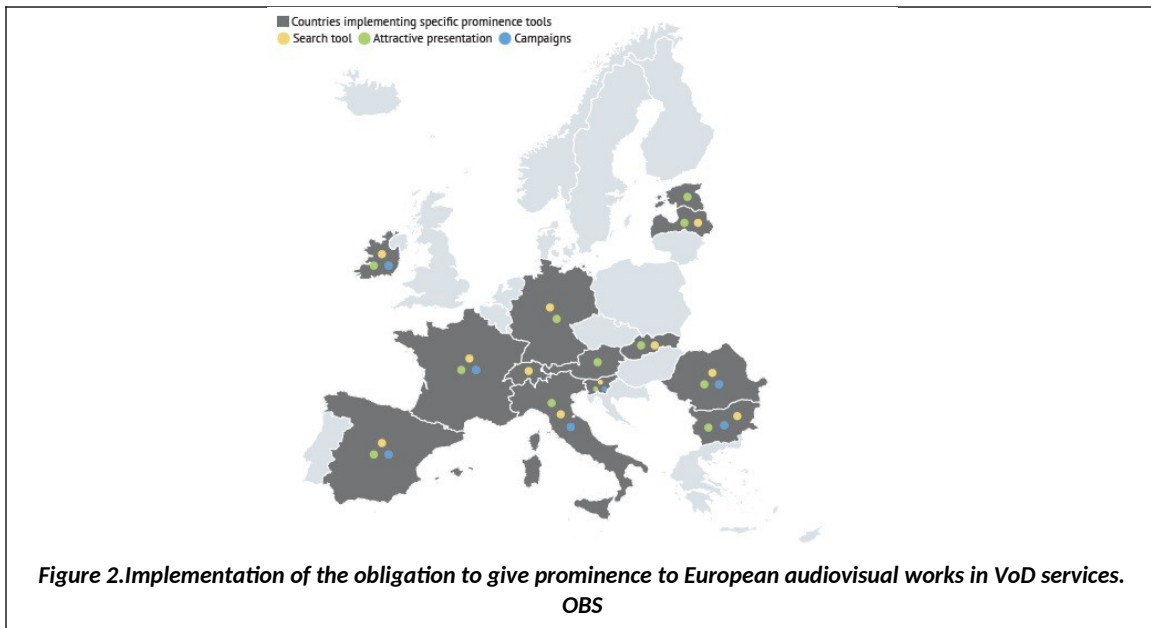 Countries implementing specific prominence tools
Search tool Attractive presentation Campaigns
Figure 2.Implementation of the obligation to give prominence to European audiovisual works in VoD services.
OBS